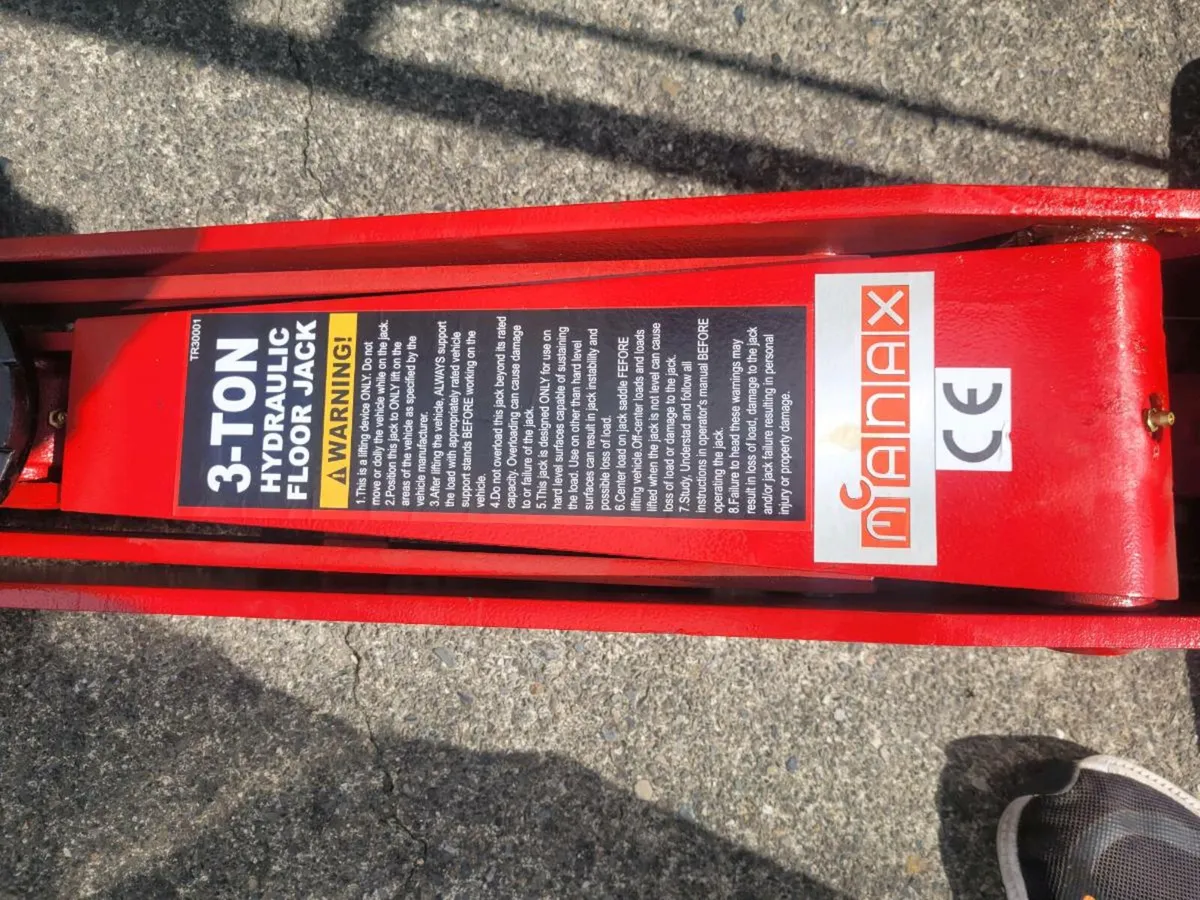 TR30001
3-TON
HYDRAULIC
FLOOR JACK
WARNING!
1.This is a lifting device ONLY. Do not
move or dolly the vehicle while on the jack.
2.Position this jack to ONLY lift on the
areas of the vehicle as specified by the
vehicle manufacturer.
3.After lifting the vehicle, ALWAYS support
the load with appropriately rated vehicle
support stands BEFORE working on the
vehicle.
4.Do not overload this jack beyond its rated
capacity. Overloading can cause damage
to or failure of the jack.
5.This jack is designed ONLY for use on
hard level surfaces capable of sustaining
the load. Use on other than hard level
surfaces can result in jack instability and
possible loss of load.
6.Center load on jack saddle FEFORE
lifting vehicle.Off-center loads and loads
lifted when the jack is not level can cause
loss of load or damage to the jack.
7.Study, Understad and follow all
instructions in operator's manual BEFORE
operating the jack.
8.Failure to head these warnings may
result in loss of load, damage to the jack
and/or jack failure resulting in personal
injury or property damage.
MANAX
CE